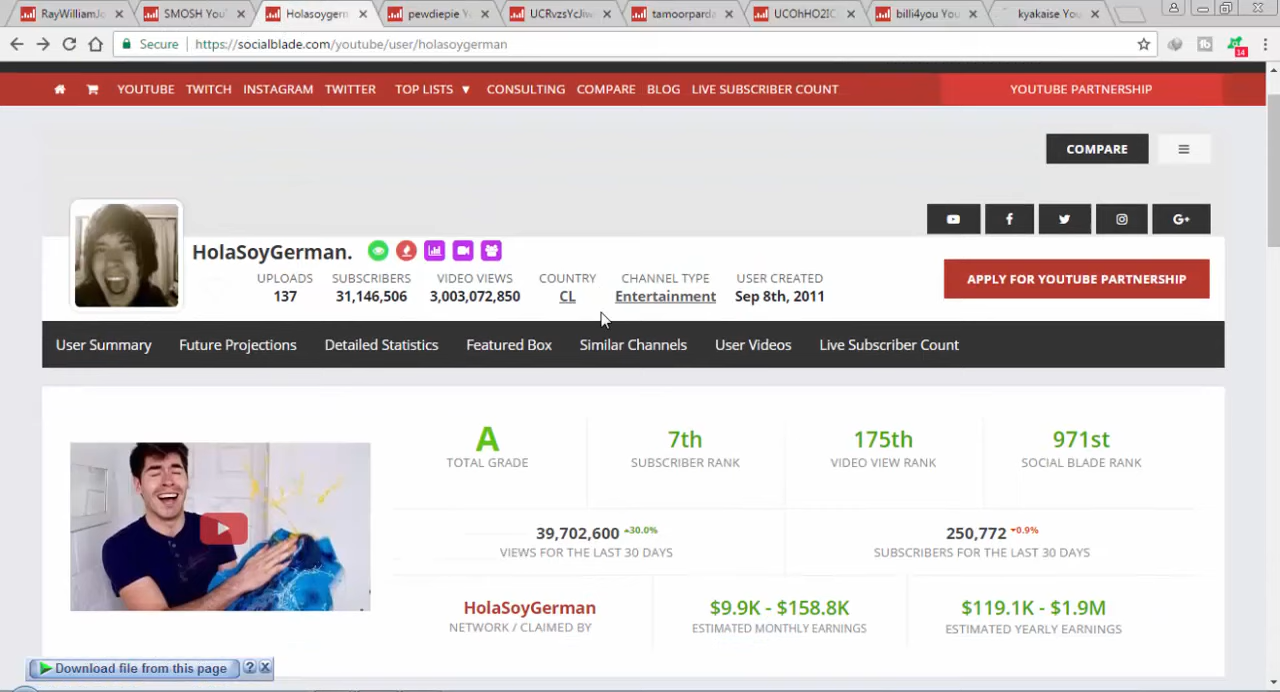 RayWilliamJo
SMOSH You
Holasoygerm
pewdiepie Y
UCRvzsYcJiw
tamoorpard
UCOhHO2IC
billi4you You
kyakaise You
Secure https://socialblade.com/youtube/user/holasoygerman
14
YOUTUBE TWITCH INSTAGRAM TWITTER TOP LISTS CONSULTING COMPARE BLOG LIVE SUBSCRIBER COUNT YOUTUBE PARTNERSHIP
COMPARE
HolaSoyGerman.
UPLOADS SUBSCRIBERS VIDEO VIEWS COUNTRY CHANNEL TYPE USER CREATED
137 31,146,506 3,003,072,850 CL Entertainment Sep 8th, 2011
APPLY FOR YOUTUBE PARTNERSHIP
User Summary Future Projections Detailed Statistics Featured Box Similar Channels User Videos Live Subscriber Count
A 7th 175th 971st
TOTAL GRADE SUBSCRIBER RANK VIDEO VIEW RANK SOCIAL BLADE RANK
39,702,600 30.0% 250,772 0.9%
VIEWS FOR THE LAST 30 DAYS SUBSCRIBERS FOR THE LAST 30 DAYS
HolaSoyGerman $9.9K - $158.8K $119.1K - $1.9M
NETWORK / CLAIMED BY ESTIMATED MONTHLY EARNINGS ESTIMATED YEARLY EARNINGS
Download file from this page ? X